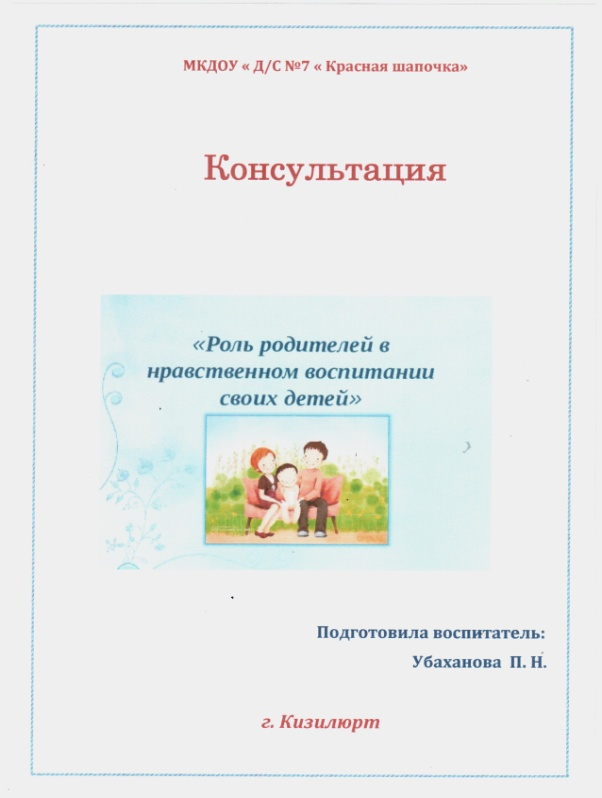 МКДОУ « Д/С №7 « Красная шапочка»
Консультация
«Роль родителей в
нравственном воспитании
своих детей»
Подготовила воспитатель:
Убаханова П. Н.
г. Кизилюрт